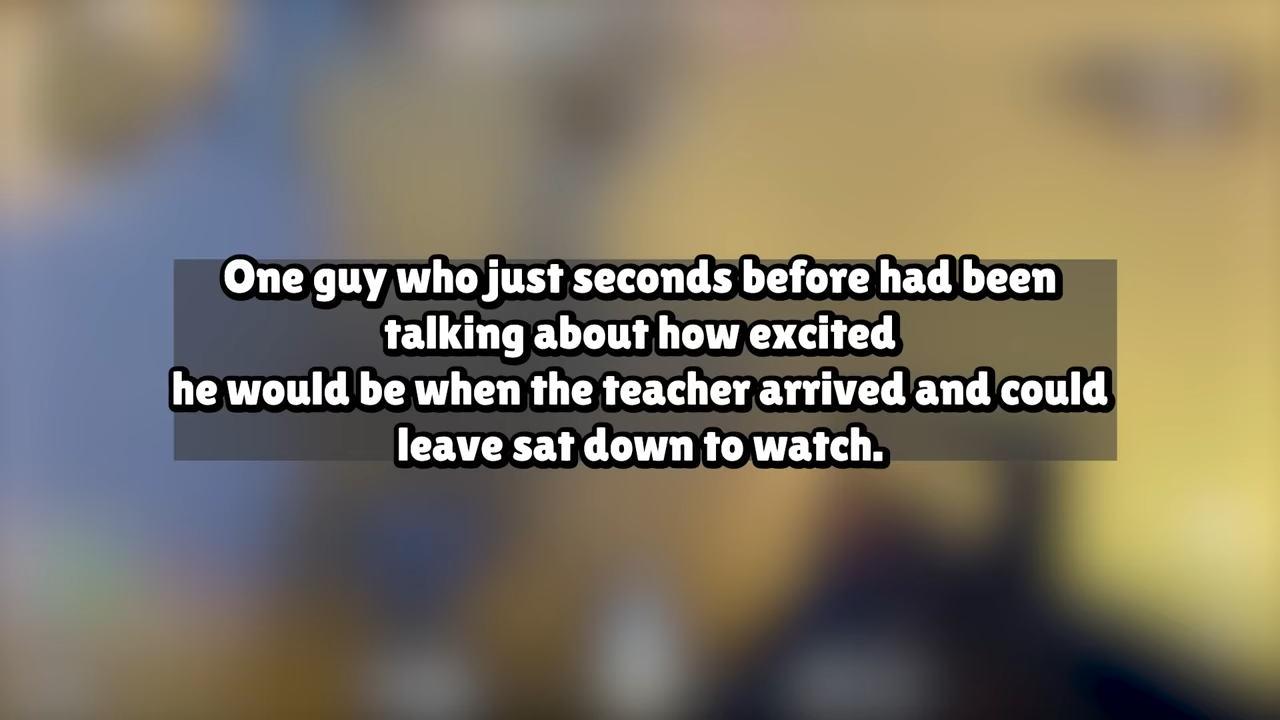 One guy who just seconds before had been
talking about how excited
he would be when the teacher arrived and could
leave sat down to watch.